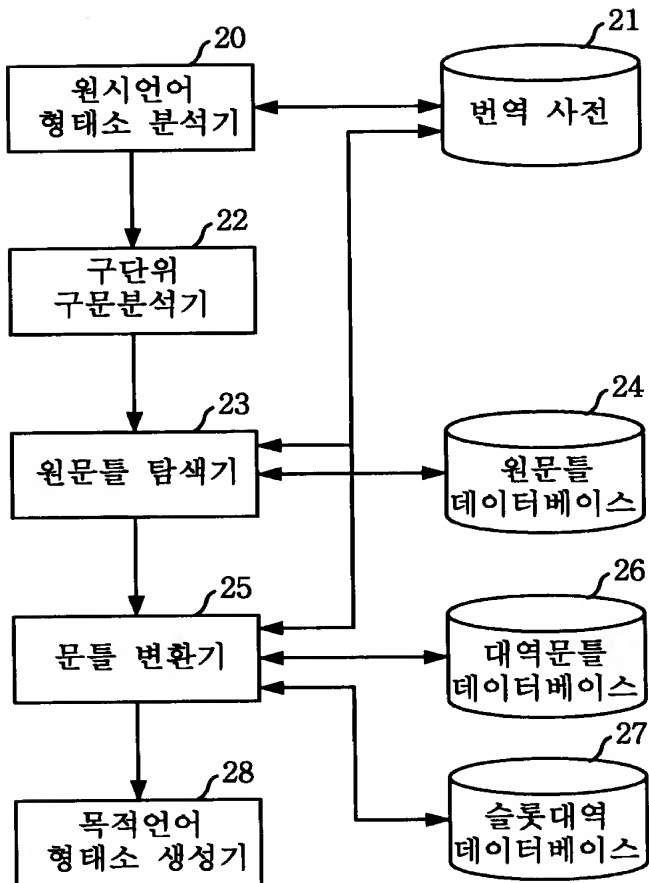 20
원시언어
형태소 분석기
21
번역 사전
22
구단위
구문분석기
23
원문틀 탐색기
24
원문틀
데이터베이스
25
문틀 변환기
26
대역문틀
데이터베이스
27
슬롯대역
데이터베이스
28
목적언어
형태소 생성기